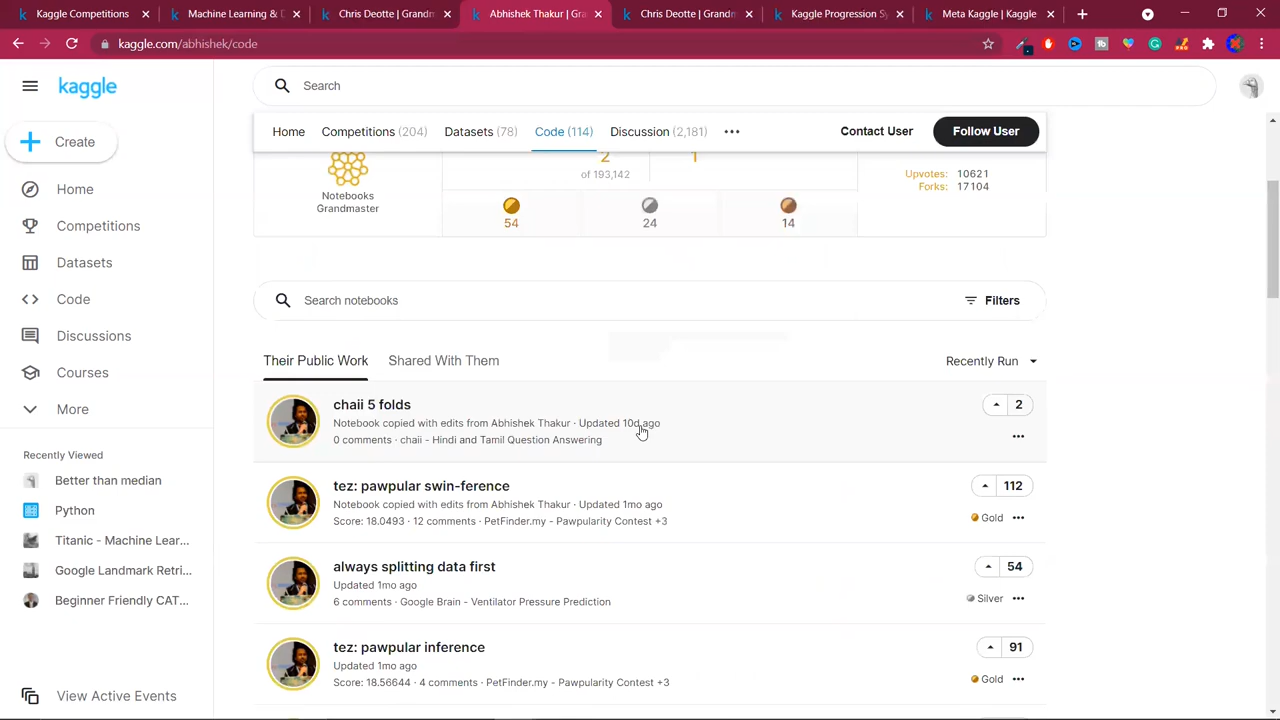 Kaggle Competitions
Machine Learning & D
Chris Deotte | Grandm
Abhishek Thakur | Gra
Chris Deotte | Grandm
Kaggle Progression Sy
Meta Kaggle | Kaggle
kaggle.com/abhishek/code
kaggle
Search
Create
Home
Competitions (204)
Datasets (78)
Code (114)
Discussion (2,181)
Contact User
Follow User
Home
Competitions
Datasets
Code
Discussions
Courses
More
Recently Viewed
Better than median
Python
Titanic - Machine Lear...
Google Landmark Retri...
Beginner Friendly CAT...
View Active Events
Notebooks
Grandmaster
2
of 193,142
1
54
24
14
Upvotes: 10621
Forks: 17104
Search notebooks
Filters
Their Public Work
Shared With Them
Recently Run
chaii 5 folds
Notebook copied with edits from Abhishek Thakur · Updated 10d ago
0 comments · chaii - Hindi and Tamil Question Answering
2
tez: pawpular swin-ference
Notebook copied with edits from Abhishek Thakur · Updated 1mo ago
Score: 18.0493 · 12 comments · PetFinder.my - Pawpularity Contest +3
112
Gold
always splitting data first
Updated 1mo ago
6 comments · Google Brain - Ventilator Pressure Prediction
54
Silver
tez: pawpular inference
Updated 1mo ago
Score: 18.56644 · 4 comments · PetFinder.my - Pawpularity Contest +3
91
Gold